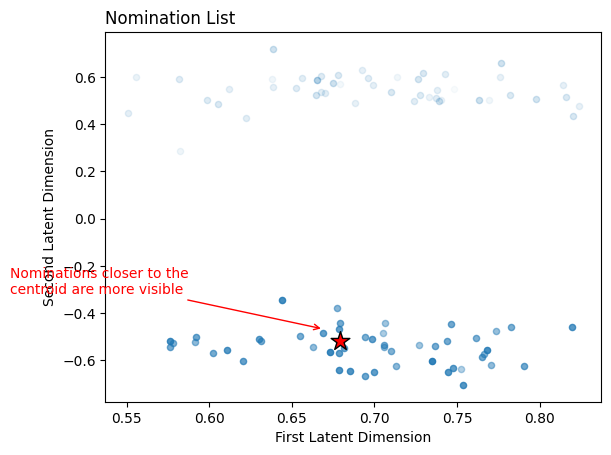 Nomination List
0.6
0.4
0.2
0.0
−0.2
−0.4
−0.6
Second Latent Dimension
Nominations closer to the
centroid are more visible
0.55 0.60 0.65 0.70 0.75 0.80
First Latent Dimension